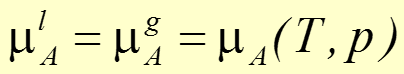 μ_A^l = μ_A^g = μ_A(T, p)